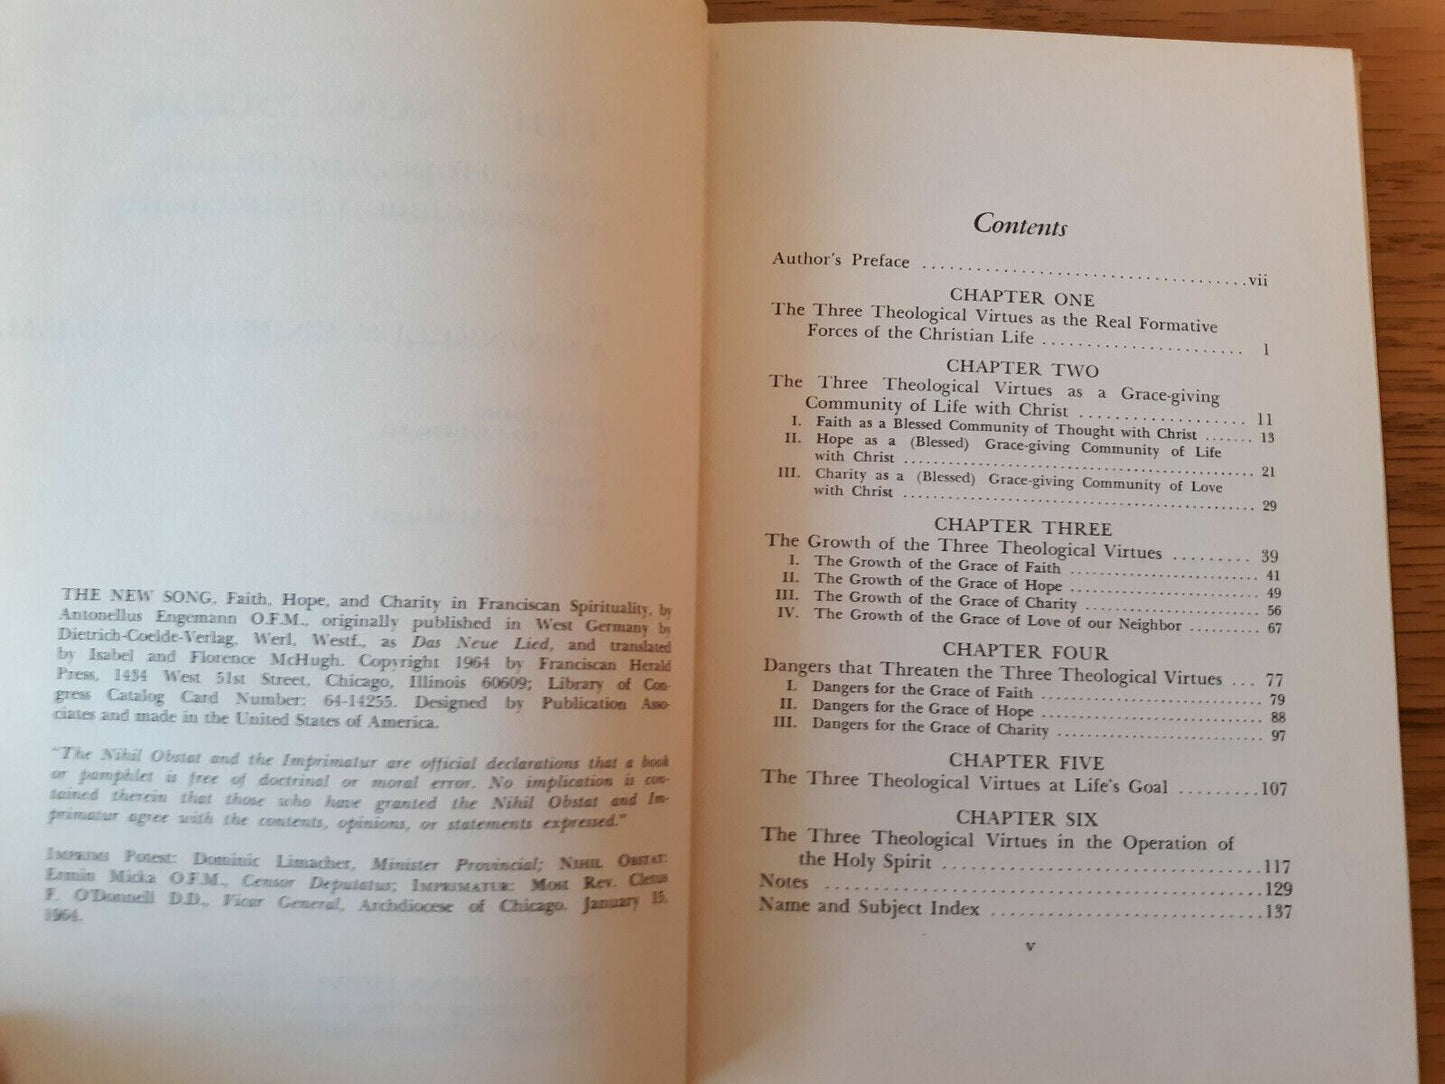 THE NEW SONG, Faith, Hope, and Charity in Franciscan Spirituality, by
Antonellus Engemann O.F.M., originally published in West Germany by
Dietrich-Coelde-Verlag, Werl, Westf., as Das Neue Lied, and translated
by Isabel and Florence McHugh. Copyright 1964 by Franciscan Herald
Press, 1434 West 51st Street, Chicago, Illinois 60609; Library of Con-
gress Catalog Card Number: 64-14255. Designed by Publication Asso-
ciates and made in the United States of America.
"The Nihil Obstat and the Imprimatur are official declarations that a book
or pamphlet is free of doctrinal or moral error. No implication is con-
tained therein that those who have granted the Nihil Obstat and Im-
primatur agree with the contents, opinions, or statements expressed."
IMPRIMI POTEST: Dominic Limacher, Minister Provincial; NIHIL OBSTAT:
Ermin Micka O.F.M., Censor Deputatus; IMPRIMATUR: Most Rev. Cletus
F. O'Donnell D.D., Vicar General, Archdiocese of Chicago. January 15,
1964.
Contents
Author's Preface ....................................vii
CHAPTER ONE
The Three Theological Virtues as the Real Formative
Forces of the Christian Life ...................... 1
CHAPTER TWO
The Three Theological Virtues as a Grace-giving
Community of Life with Christ .................. 11
I. Faith as a Blessed Community of Thought with Christ ....... 13
II. Hope as a (Blessed) Grace-giving Community of Life
with Christ .............................................. 21
III. Charity as a (Blessed) Grace-giving Community of Love
with Christ .............................................. 29
CHAPTER THREE
The Growth of the Three Theological Virtues ......... 39
I. The Growth of the Grace of Faith ......................... 41
II. The Growth of the Grace of Hope ......................... 49
III. The Growth of the Grace of Charity ....................... 56
IV. The Growth of the Grace of Love of our Neighbor .......... 67
CHAPTER FOUR
Dangers that Threaten the Three Theological Virtues ... 77
I. Dangers for the Grace of Faith ............................ 79
II. Dangers for the Grace of Hope ............................ 88
III. Dangers for the Grace of Charity .......................... 97
CHAPTER FIVE
The Three Theological Virtues at Life's Goal .........107
CHAPTER SIX
The Three Theological Virtues in the Operation of
the Holy Spirit ...................................117
Notes ................................................129
Name and Subject Index ..............................137
v